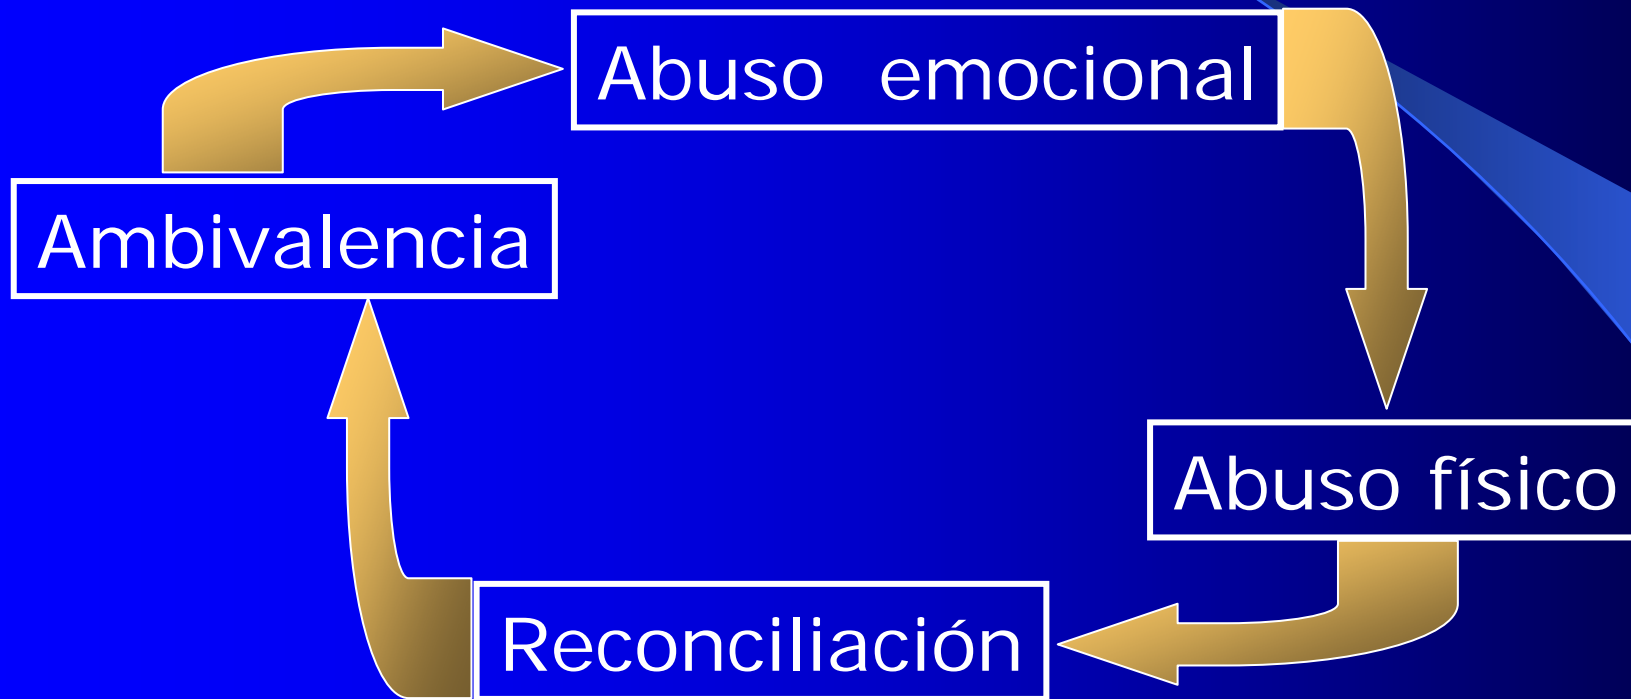 Abuso emocional
Ambivalencia
Abuso físico
Reconciliación